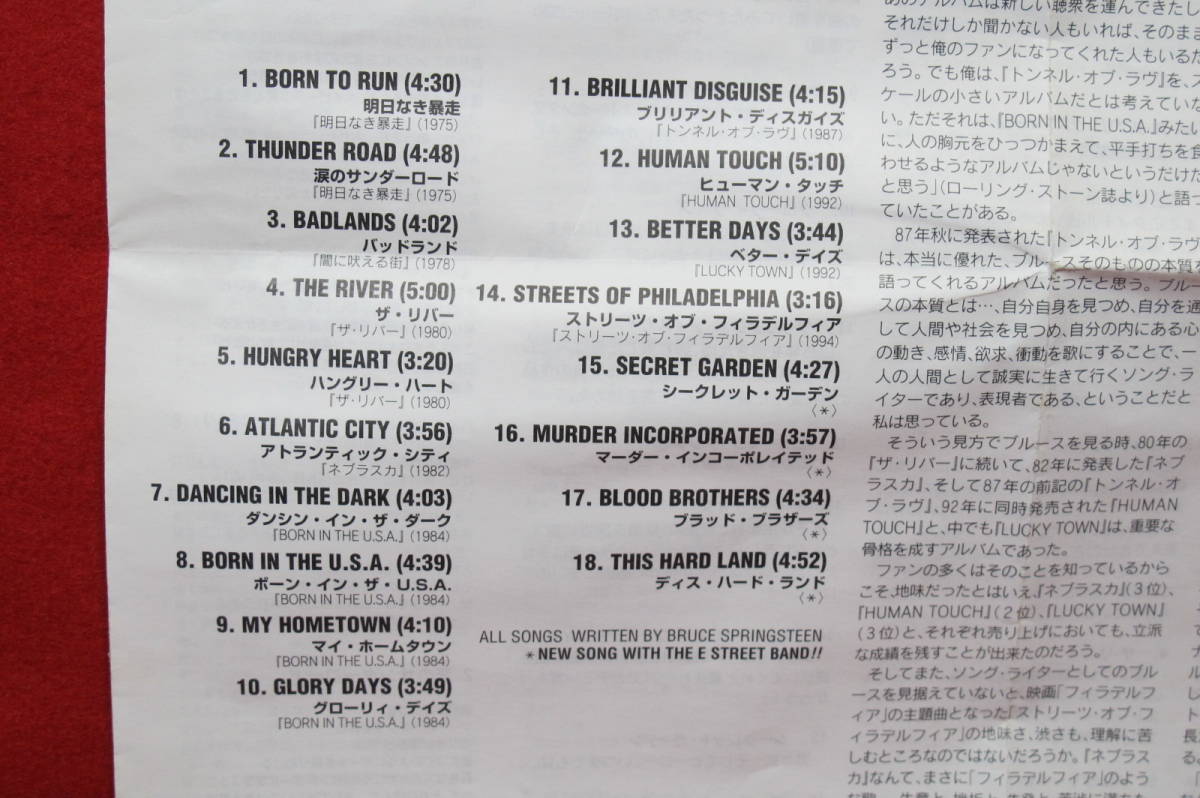 1. BORN TO RUN (4:30)
明日なき暴走
『明日なき暴走』(1975)
2. THUNDER ROAD (4:48)
涙のサンダーロード
『明日なき暴走』(1975)
3. BADLANDS (4:02)
バッドランド
『闇に吠える街』(1978)
4. THE RIVER (5:00)
ザ・リバー
『ザ・リバー』(1980)
5. HUNGRY HEART (3:20)
ハングリー・ハート
『ザ・リバー』(1980)
6. ATLANTIC CITY (3:56)
アトランティック・シティ
『ネブラスカ』(1982)
7. DANCING IN THE DARK (4:03)
ダンシン・イン・ザ・ダーク
『BORN IN THE U.S.A.』(1984)
8. BORN IN THE U.S.A. (4:39)
ボーン・イン・ザ・U.S.A.
『BORN IN THE U.S.A.』(1984)
9. MY HOMETOWN (4:10)
マイ・ホームタウン
『BORN IN THE U.S.A.』(1984)
10. GLORY DAYS (3:49)
グローリィ・デイズ
『BORN IN THE U.S.A.』(1984)
11. BRILLIANT DISGUISE (4:15)
ブリリアント・ディスガイズ
『トンネル・オブ・ラヴ』(1987)
12. HUMAN TOUCH (5:10)
ヒューマン・タッチ
『HUMAN TOUCH』(1992)
13. BETTER DAYS (3:44)
ベター・デイズ
『LUCKY TOWN』(1992)
14. STREETS OF PHILADELPHIA (3:16)
ストリーツ・オブ・フィラデルフィア
『ストリーツ・オブ・フィラデルフィア』(1994)
15. SECRET GARDEN (4:27)
シークレット・ガーデン
〈*〉
16. MURDER INCORPORATED (3:57)
マーダー・インコーポレイテッド
〈*〉
17. BLOOD BROTHERS (4:34)
ブラッド・ブラザーズ
〈*〉
18. THIS HARD LAND (4:52)
ディス・ハード・ランド
〈*〉
ALL SONGS WRITTEN BY BRUCE SPRINGSTEEN
*NEW SONG WITH THE E STREET BAND!!
あのアルバムは新しい聴衆を運んできたし
それだけしか聞かない人もいれば、そのまま
ずっと俺のファンになってくれた人もいるだ
ろう。でも俺は、『トンネル・オブ・ラヴ』を、ス
ケールの小さいアルバムだとは考えていな
い。ただそれは、『BORN IN THE U.S.A.』みたい
に、人の胸元をひっつかまえて、平手打ちを食
わせるようなアルバムじゃないというだけだ
と思う」(ローリング・ストーン誌より)と語っ
ていたことがある。
87年秋に発表された『トンネル・オブ・ラヴ』
は、本当に優れた、ブルースそのものの本質を
語ってくれるアルバムだったと思う。ブルー
スの本質とは…、自分自身を見つめ、自分を通
して人間や社会を見つめ、自分の内にある心
の動き、感情、欲求、衝動を歌にすることで、一
人の人間として誠実に生きて行くソング・ラ
イターであり、表現者である、ということだと
私は思っている。
そういう見方でブルースを見る時、80年の
『ザ・リバー』に続いて、82年に発表した『ネブ
ラスカ』、そして87年の前記の『トンネル・オ
ブ・ラヴ』、92年に同時発売された『HUMAN
TOUCH』と、中でも『LUCKY TOWN』は、重要な
骨格を成すアルバムであった。
ファンの多くはそのことを知っているから
こそ、地味だったとはいえ、『ネブラスカ』(3位)、
『HUMAN TOUCH』(2位)、『LUCKY TOWN』
(3位)と、それぞれ売り上げにおいても、立派
な成績を残すことが出来たのだろう。
そしてまた、ソング・ライターとしてのブル
ースを見据えていないと、映画『フィラデルフ
ィア』の主題曲となった『ストリーツ・オブ・フ
ィラデルフィア』の地味さ、渋さも、理解に苦
しむところなのではないだろうか。『ネブラス
カ』なんて、まさに『フィラデルフィア』のよう